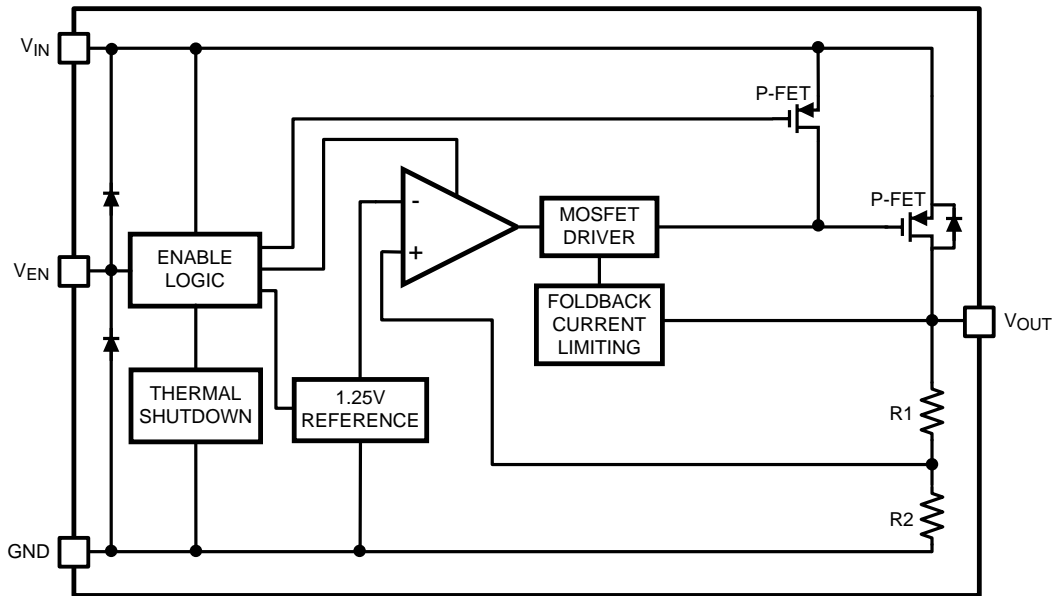 VIN
P-FET
P-FET
-
+
MOSFET
DRIVER
VEN
ENABLE
LOGIC
FOLDBACK
CURRENT
LIMITING
VOUT
THERMAL
SHUTDOWN
1.25V
REFERENCE
R1
R2
GND